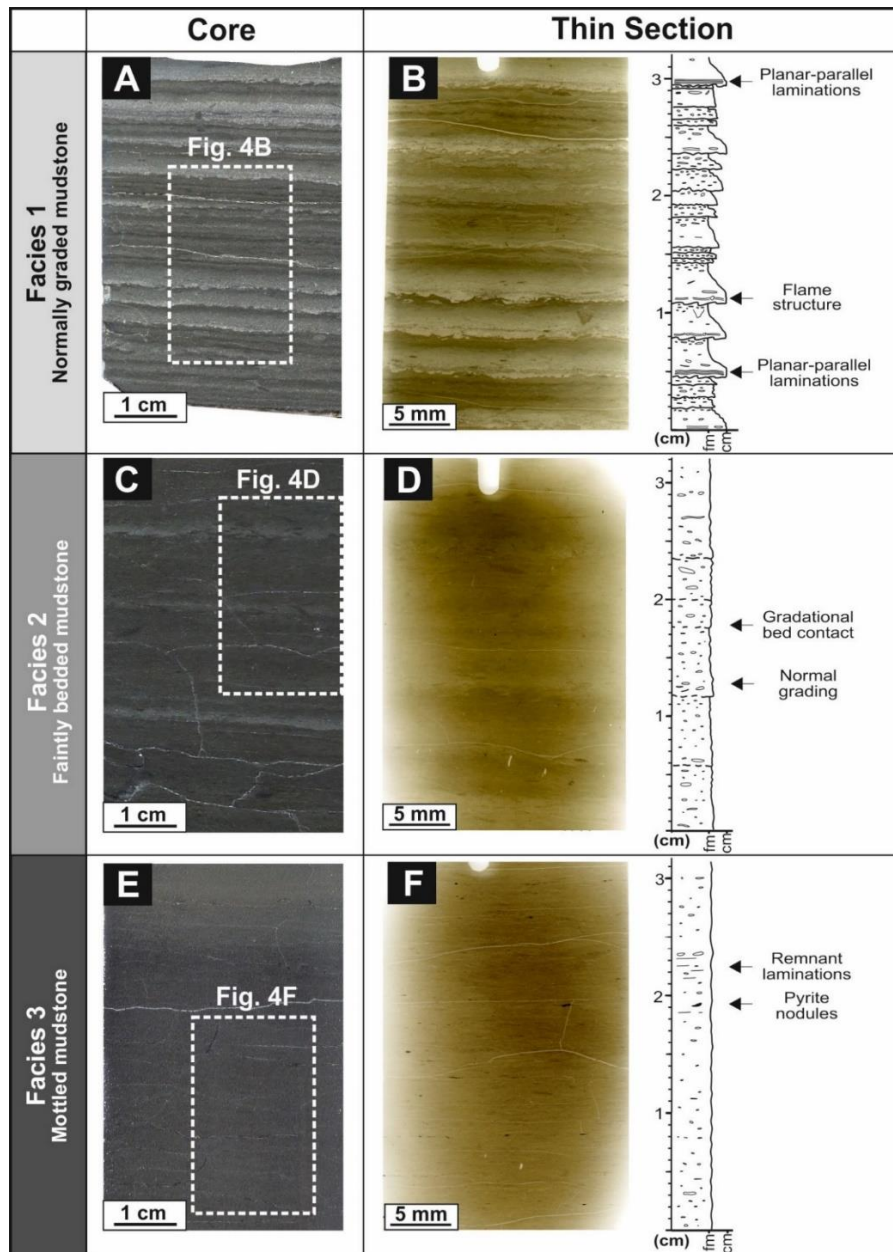 Core
Thin Section
Facies 1
Normally graded mudstone
A
Fig. 4B
1 cm
B
5 mm
3
2
1
(cm)
fm
cm
Planar-parallel
laminations
Flame
structure
Planar-parallel
laminations
Facies 2
Faintly bedded mudstone
C
Fig. 4D
1 cm
D
5 mm
3
2
1
(cm)
fm
cm
Gradational
bed contact
Normal
grading
Facies 3
Mottled mudstone
E
Fig. 4F
1 cm
F
5 mm
3
2
1
(cm)
fm
cm
Remnant
laminations
Pyrite
nodules